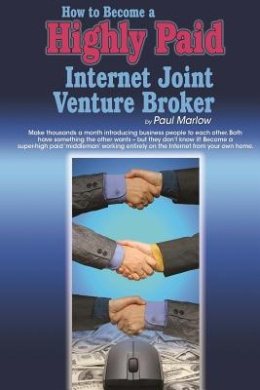 How to Become a
Highly Paid
Internet Joint
Venture Broker
by Paul Marlow
Make thousands a month introducing business people to each other. Both
have something the other wants - but they don't know it! Become a
super-high paid 'middleman' working entirely on the Internet from your own home.